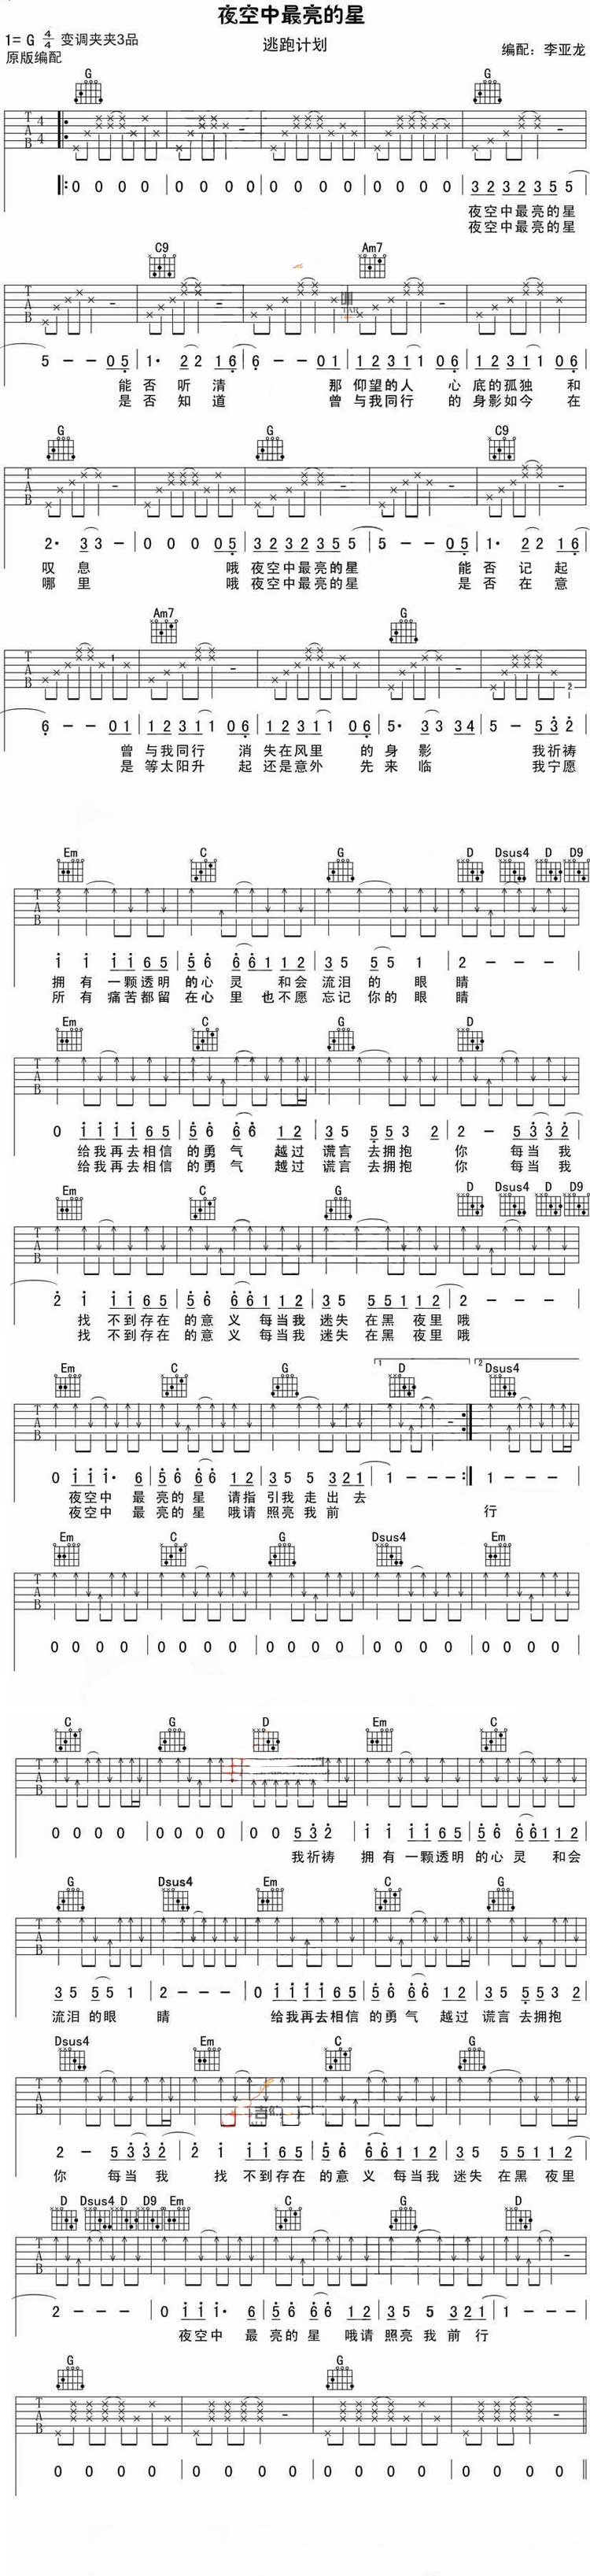 夜空中最亮的星
1= G 4/4 变调夹夹3品
逃跑计划
原版编配
编配：李亚龙
G G
T A B 4 4
0 0 0 0 | 0 0 0 0 | 0 0 0 0 | 0 0 0 0 | 3 2 3 2 3 5 5
夜空中最亮的星
夜空中最亮的星
C9 Am7
5 - - 0 5 | 1· 2 2 1 6 | 6 - - 0 1 | 1 2 3 1 1 0 6 | 1 2 3 1 1 0 6
能 否 听 清 那 仰望的人 心 底的孤独 和
是 否 知 道 曾 与我同行 的 身影如今 在
G G C9
2· 3 3 - | 0 0 0 0 5 | 3 2 3 2 3 5 5 | 5 - - 0 5 | 1· 2 2 1 6
叹 息 哦 夜空中最亮的星 能 否 记 起
哪 里 哦 夜空中最亮的星 是 否 在 意
Am7 G
6 - - 0 1 | 1 2 3 1 1 0 6 | 1 2 3 1 1 0 6 | 5· 3 3 3 4 | 5 - 5 3 2
曾 与我同行 消 失在风里 的 身 影 我祈祷
是 等太阳升 起 还是意外 先 来 临 我宁愿
Em C G D Dsus4 D D9
1 1 1 1 6 5 | 5 6 6 6 1 1 2 | 3 5 5 5 1 | 2 - - -
拥 有 一颗透明 的心 灵 和会 流泪 的 眼 睛
所 有 痛苦都留 在心 里 也不愿 忘记 你的 眼 睛
Em C G D
0 1 1 1 1 6 5 | 5 6 6 6 1 2 | 3 5 5 5 3 2 | 2 - 5 3 3 2
给我再去相信 的勇 气 越过 谎言 去拥抱 你 每当 我
给我再去相信 的勇 气 越过 谎言 去拥抱 你 每当 我
Em C G D Dsus4 D D9
2 1 1 1 6 5 | 5 6 6 6 1 1 2 | 3 5 5 5 1 1 2 | 2 - - -
找 不到存在 的意 义 每当我 迷失 在黑 夜里 哦
找 不到存在 的意 义 每当我 迷失 在黑 夜里 哦
Em C G 1 D 2 Dsus4
0 1 1 1· 6 | 5 6 6 6 1 2 | 3 5 5 3 2 1 | 1 - - - :| 1 - - -
夜空中 最 亮的 星 请指 引我 走 出 去
夜空中 最 亮的 星 哦请 照亮 我 前 行
Em C G Dsus4 Em
0 0 0 0 | 0 0 0 0 | 0 0 0 0 | 0 0 0 0 | 0 0 0 0
C G D Em C
0 0 0 0 | 0 0 0 0 | 0 0 5 3 2 | 1 1 1 1 6 5 | 5 6 6 6 1 1 2
我祈祷 拥 有 一颗透明 的心 灵 和会
G Dsus4 Em C G
3 5 5 5 1 | 2 - - - | 0 1 1 1 1 6 5 | 5 6 6 6 1 2 | 3 5 5 5 3 2
流泪 的眼 睛 给我再去相信 的勇 气 越过 谎言 去拥抱
Dsus4 Em C G
2 - 5 3 3 2 | 2 1 1 1 6 5 | 5 6 6 6 1 1 2 | 3 5 5 5 1 1 2
你 每当 我 找 不到存在 的意 义 每当我 迷失 在黑 夜里
D Dsus4 D D9 Em C G D
2 - - - | 0 1 1 1· 6 | 5 6 6 6 1 2 | 3 5 5 3 2 1 | 1 - - -
夜空中 最 亮的 星 哦请 照亮 我 前 行
G G
0 0 0 0 | 0 0 0 0 | 0 0 0 0 | 0 0 0 0